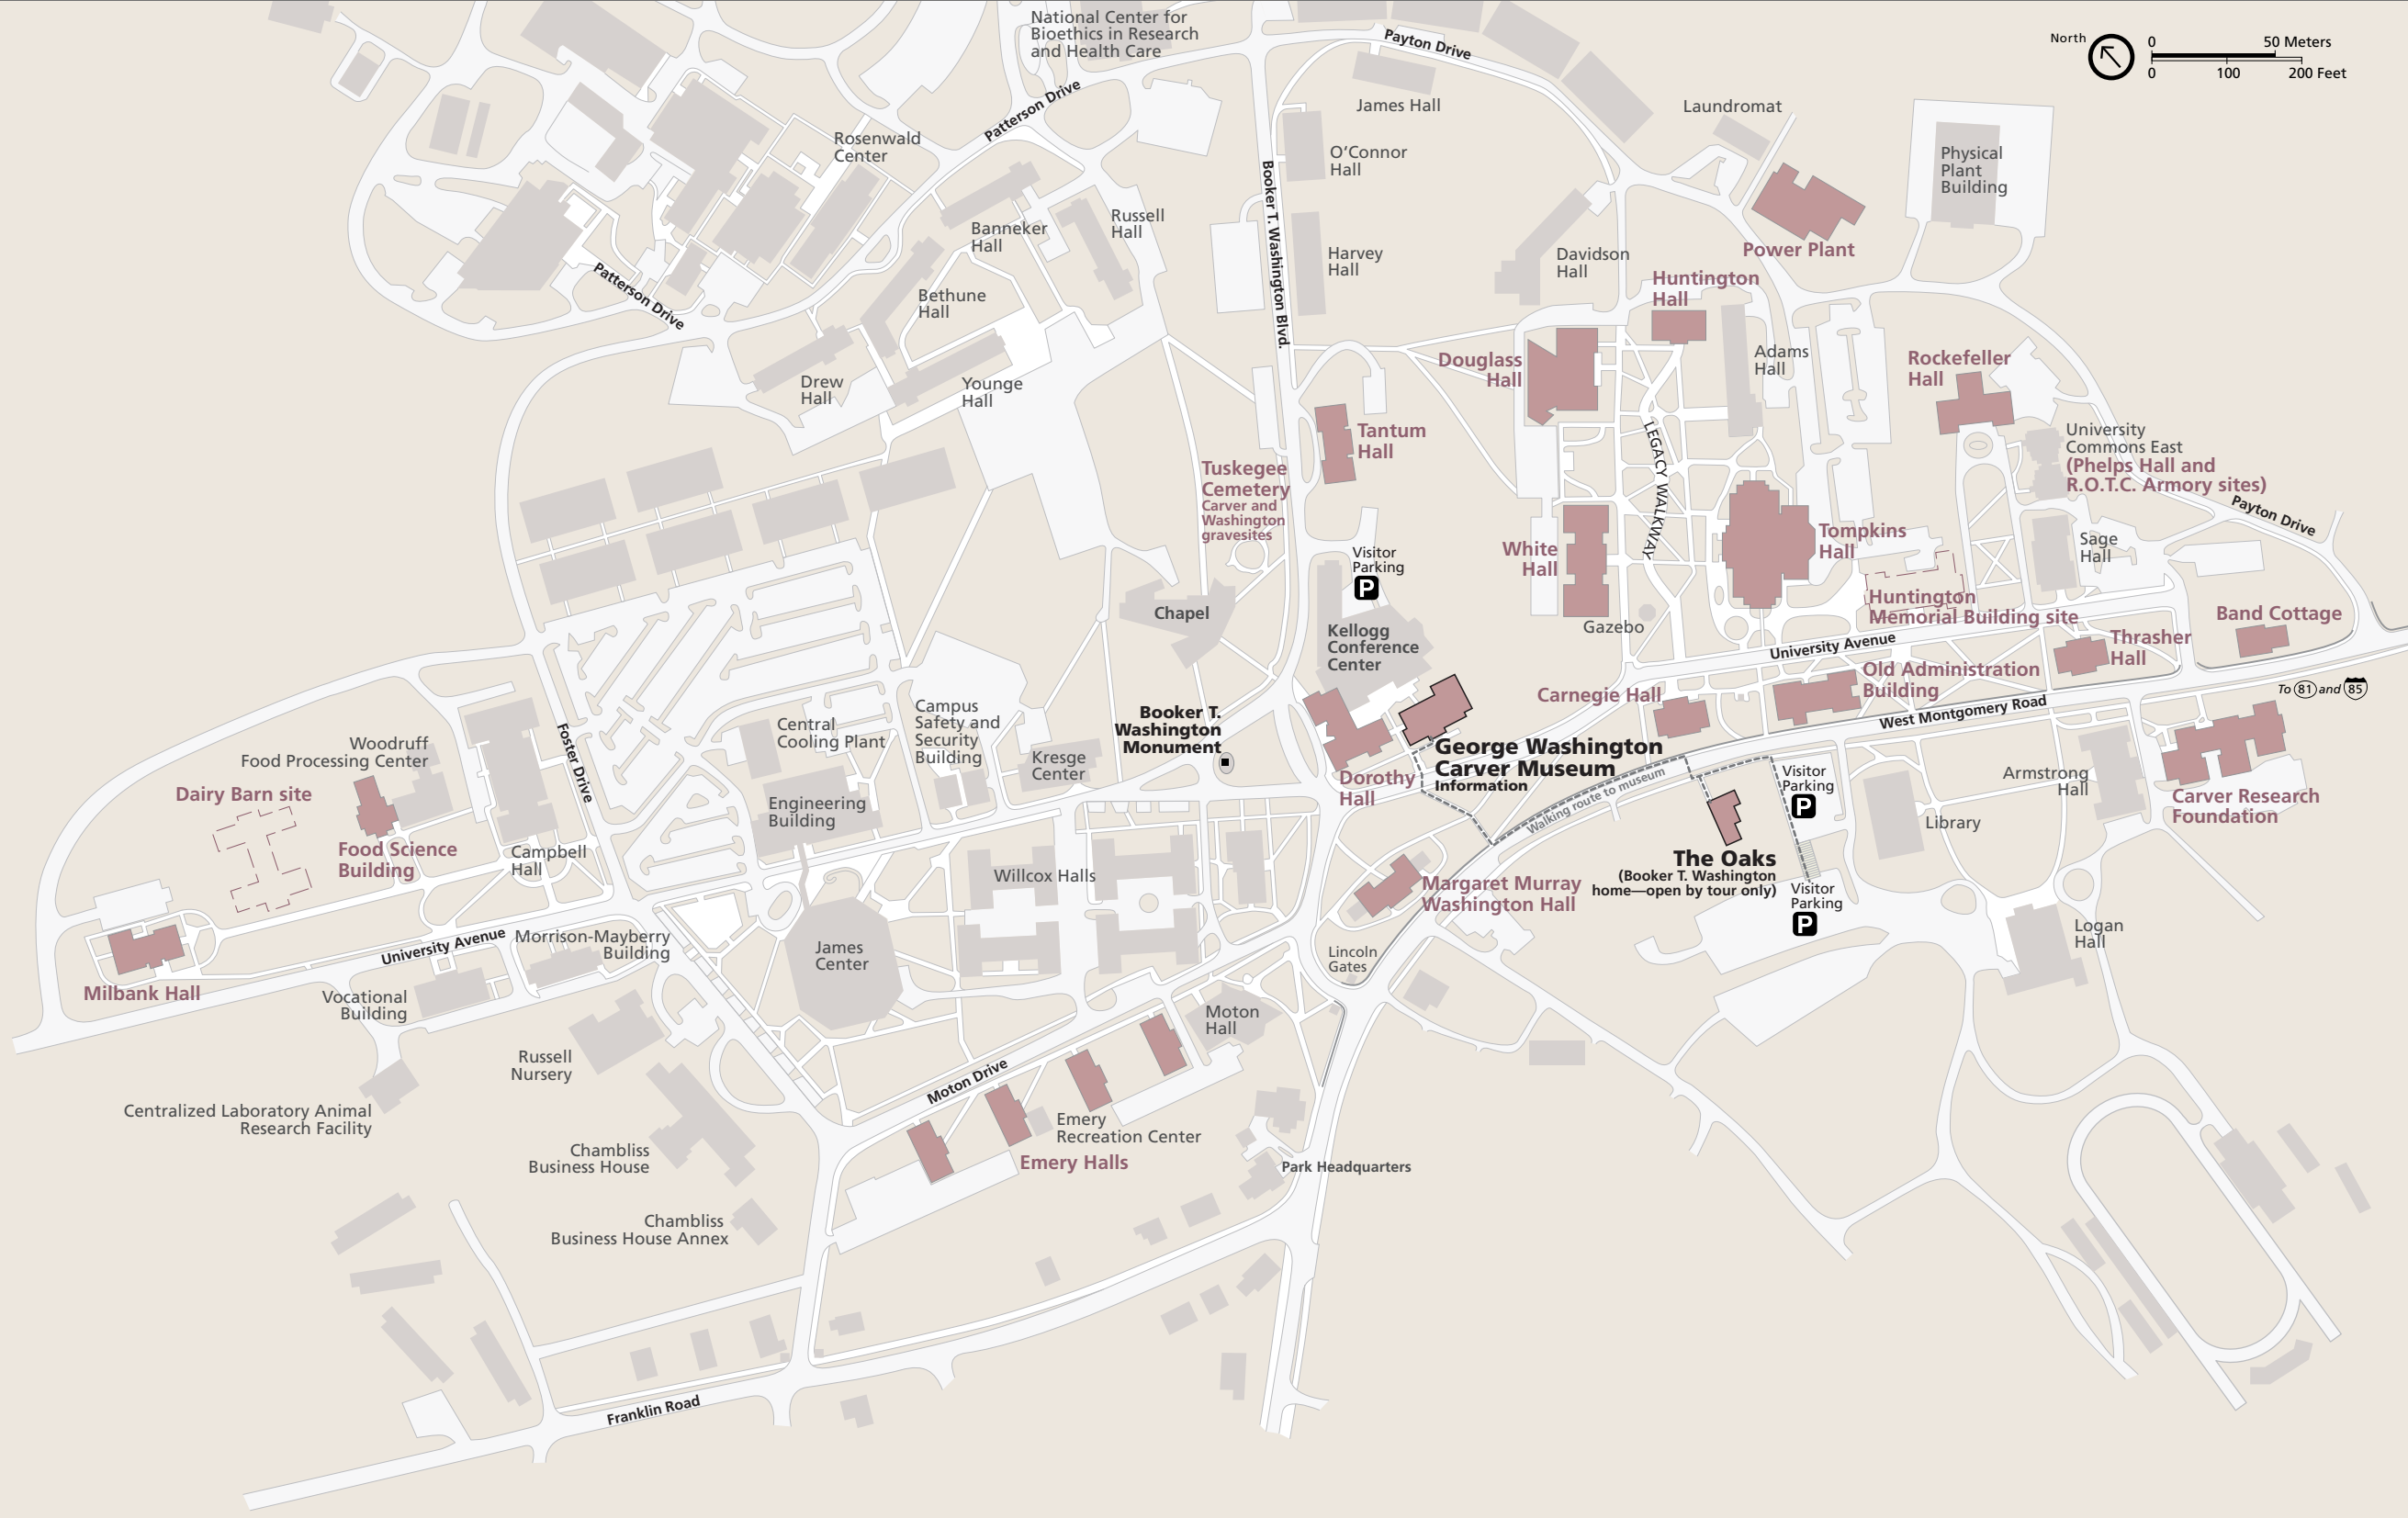 National Center for
Bioethics in Research
and Health Care
Payton Drive
North
0
50 Meters
0
100
200 Feet
James Hall
Laundromat
Patterson Drive
Rosenwald
Center
O'Connor
Hall
Physical
Plant
Building
Booker T. Washington Blvd.
Russell
Hall
Banneker
Hall
Harvey
Hall
Davidson
Hall
Power Plant
Huntington
Hall
Patterson Drive
Bethune
Hall
Douglass
Hall
Adams
Hall
Rockefeller
Hall
Drew
Hall
Younge
Hall
Tantum
Hall
LEGACY WALKWAY
University
Commons East
(Phelps Hall and
R.O.T.C. Armory sites)
Tuskegee
Cemetery
Carver and
Washington
gravesites
Payton Drive
Tompkins
Hall
White
Hall
Sage
Hall
Visitor
Parking
P
Chapel
Kellogg
Conference
Center
Gazebo
Huntington
Memorial Building site
Band Cottage
University Avenue
Thrasher
Hall
Old Administration
Building
Carnegie Hall
To 81 and 85
West Montgomery Road
Booker T.
Washington
Monument
Campus
Safety and
Security
Building
Central
Cooling Plant
Foster Drive
Woodruff
Food Processing Center
Kresge
Center
George Washington
Carver Museum
Information
Dorothy
Hall
Walking route to museum
Visitor
Parking
P
Armstrong
Hall
Carver Research
Foundation
Dairy Barn site
Engineering
Building
Library
Food Science
Building
Campbell
Hall
Willcox Halls
The Oaks
(Booker T. Washington
home—open by tour only)
Margaret Murray
Washington Hall
Visitor
Parking
P
Logan
Hall
University Avenue
Morrison-Mayberry
Building
James
Center
Lincoln
Gates
Milbank Hall
Vocational
Building
Moton
Hall
Russell
Nursery
Moton Drive
Centralized Laboratory Animal
Research Facility
Emery
Recreation Center
Emery Halls
Chambliss
Business House
Park Headquarters
Chambliss
Business House Annex
Franklin Road